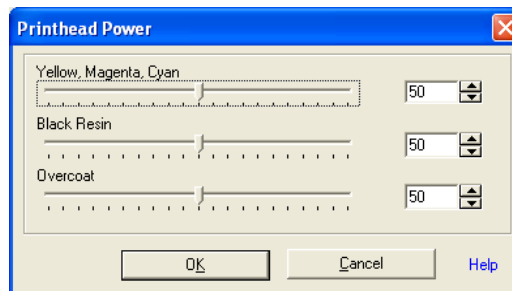 Printhead Power
Yellow, Magenta, Cyan
50
Black Resin
50
Overcoat
50
OK Cancel Help